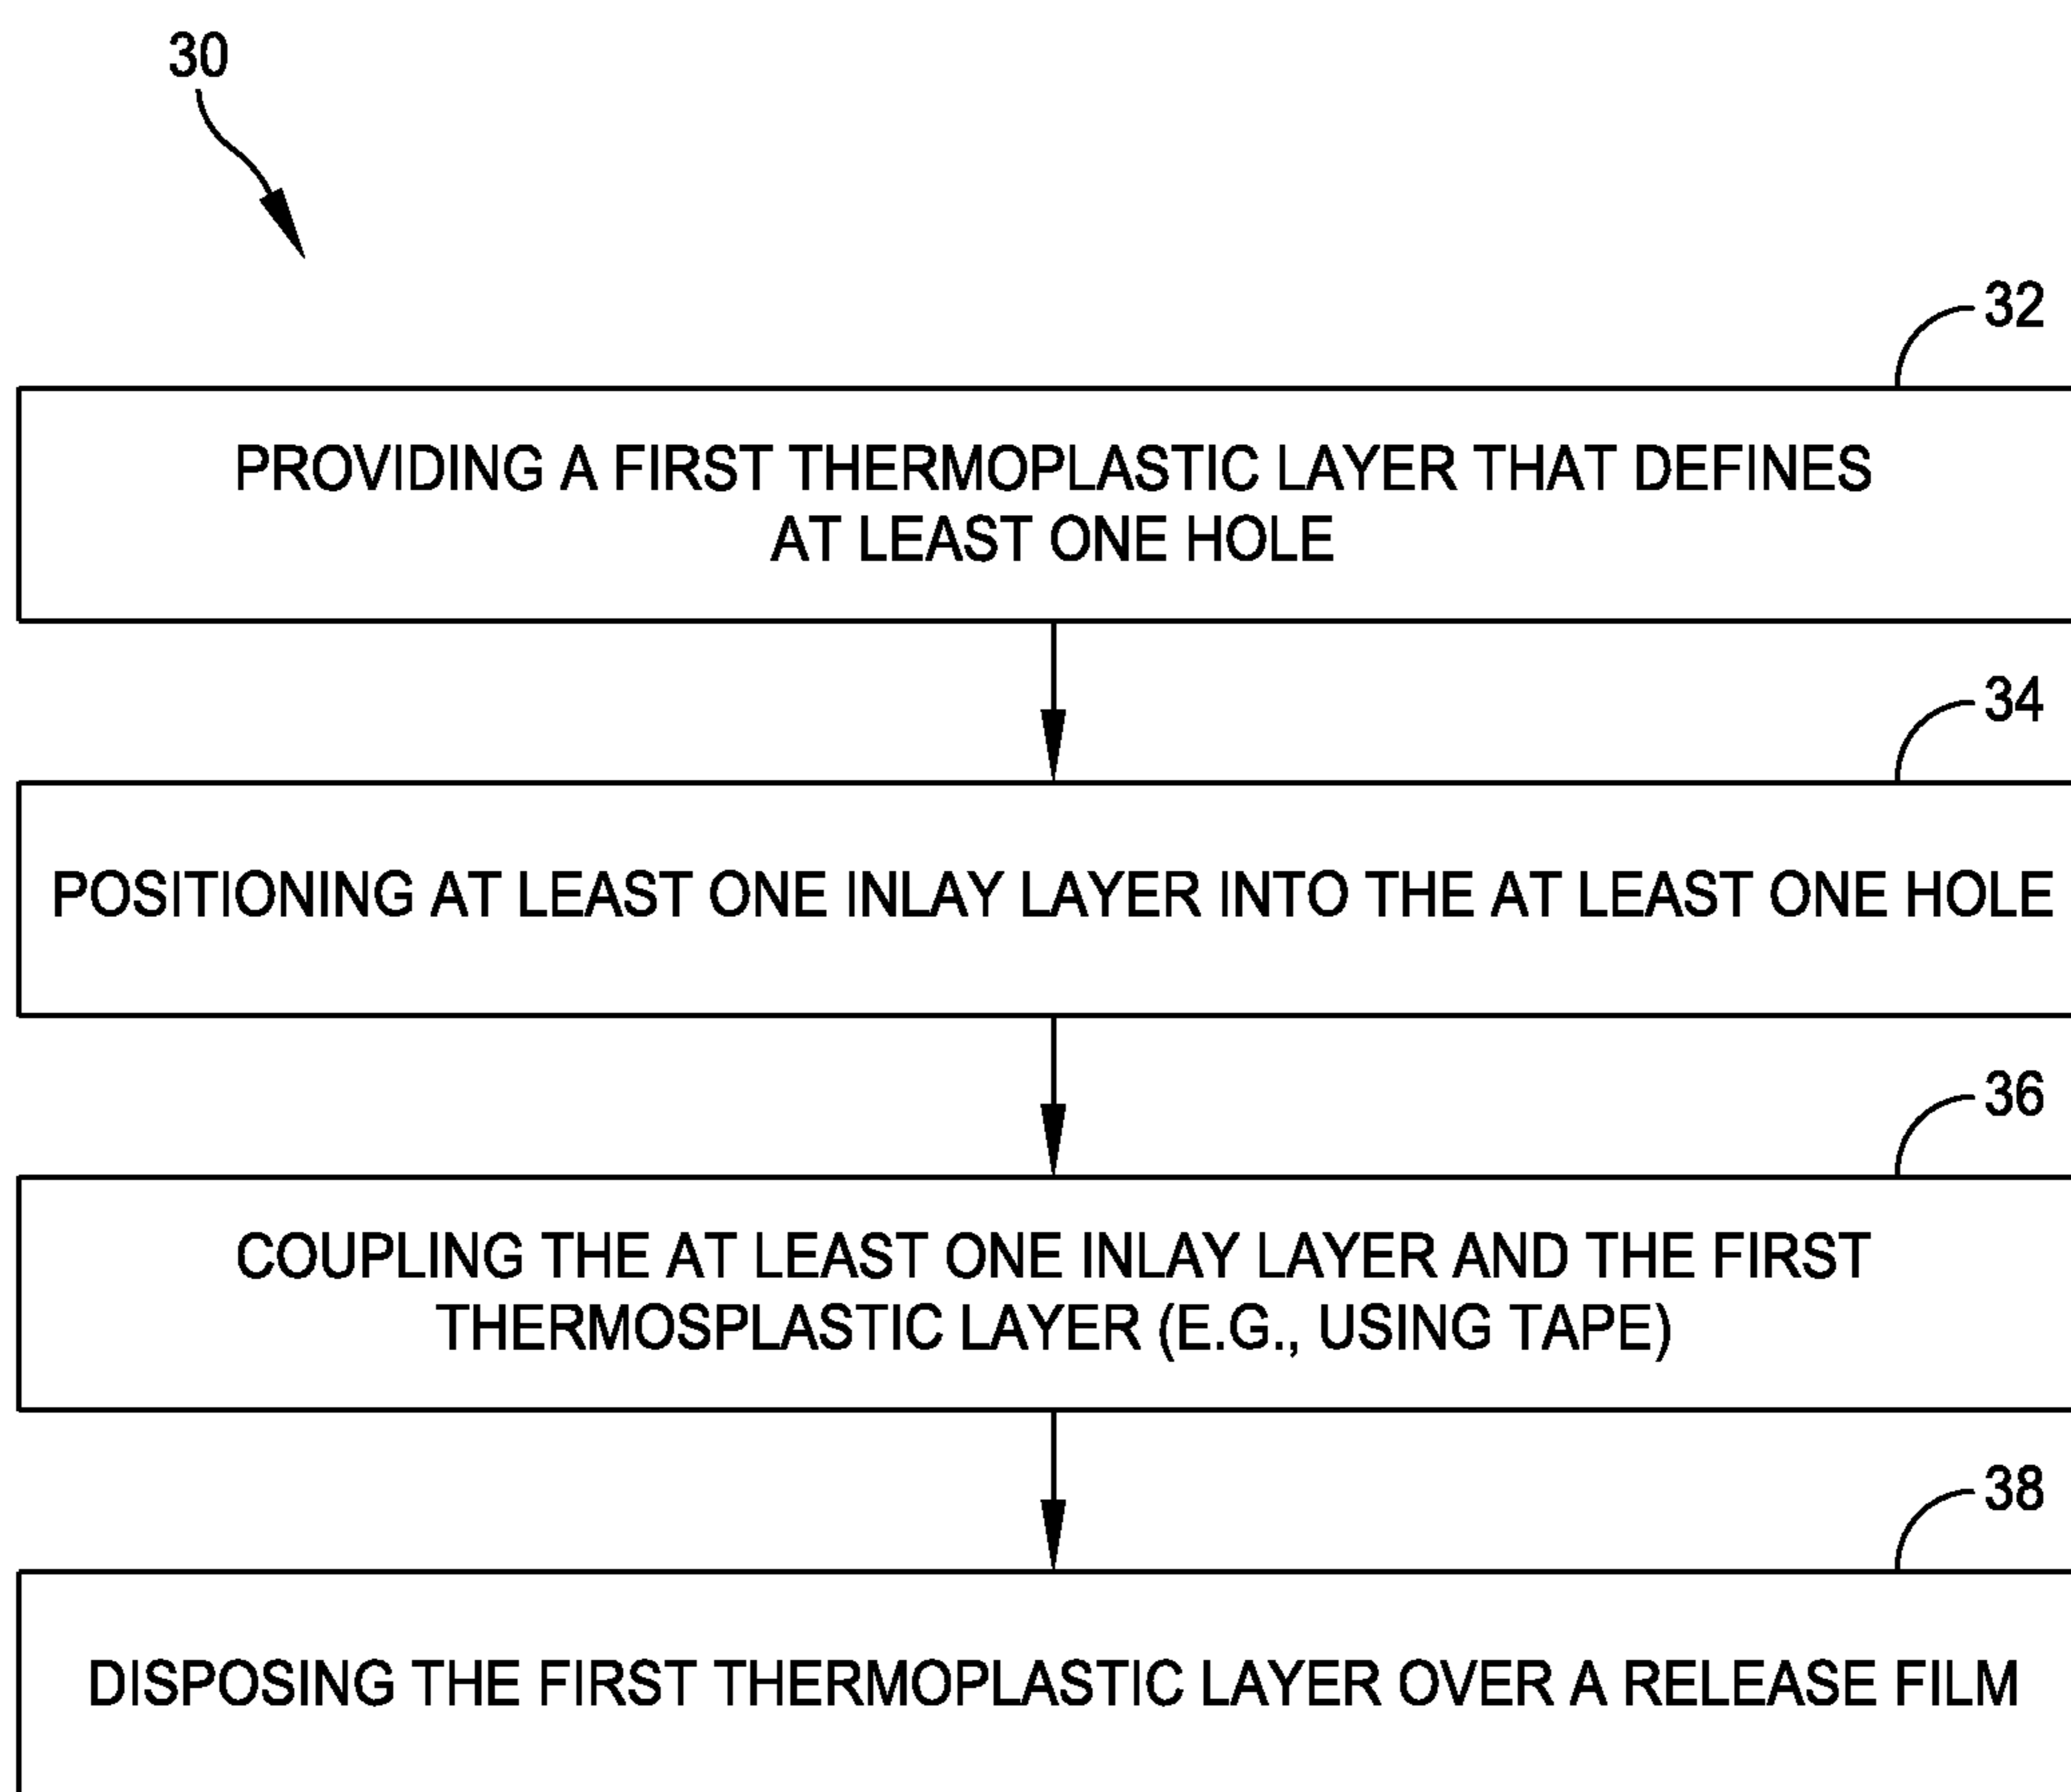 30
32
PROVIDING A FIRST THERMOPLASTIC LAYER THAT DEFINES
AT LEAST ONE HOLE
34
POSITIONING AT LEAST ONE INLAY LAYER INTO THE AT LEAST ONE HOLE
36
COUPLING THE AT LEAST ONE INLAY LAYER AND THE FIRST
THERMOSPLASTIC LAYER (E.G., USING TAPE)
38
DISPOSING THE FIRST THERMOPLASTIC LAYER OVER A RELEASE FILM